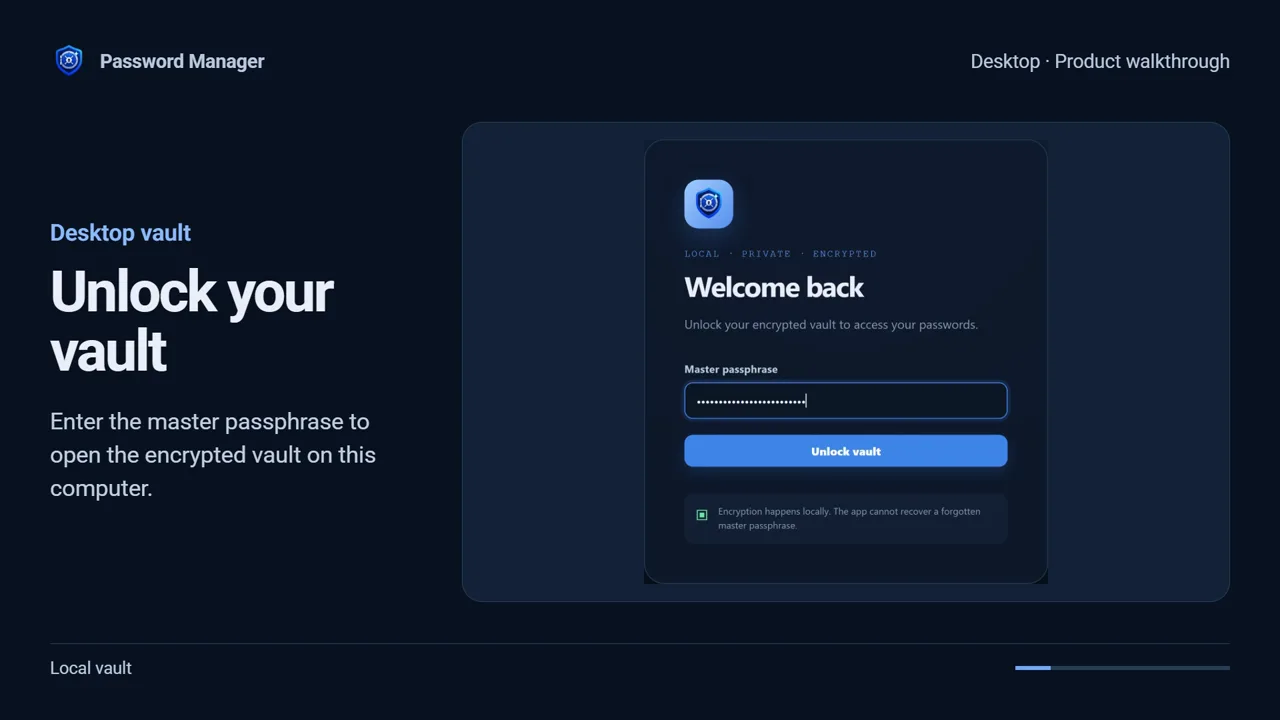 Password Manager
Desktop · Product walkthrough
Desktop vault
Unlock your
vault
Enter the master passphrase to
open the encrypted vault on this
computer.
LOCAL · PRIVATE · ENCRYPTED
Welcome back
Unlock your encrypted vault to access your passwords.
Master passphrase
Unlock vault
Encryption happens locally. The app cannot recover a forgotten
master passphrase.
Local vault